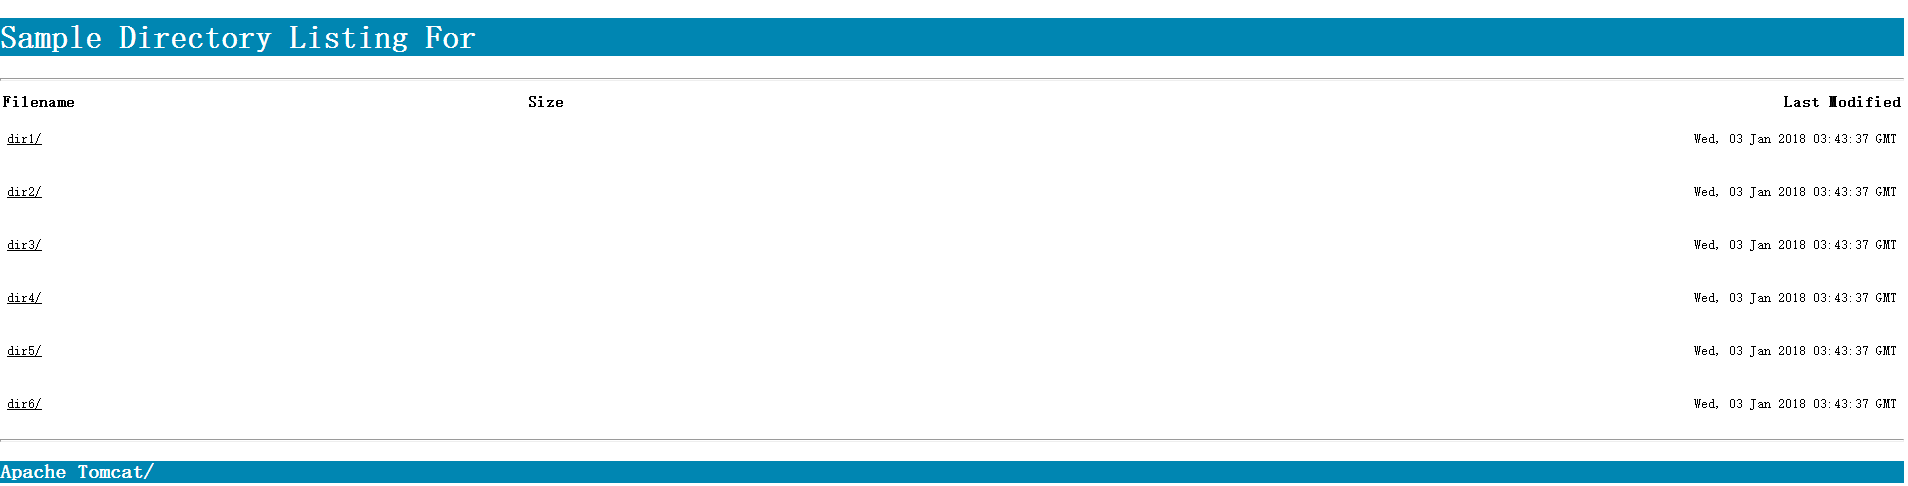 Sample Directory Listing For
Filename Size Last Modified
dir1/ Wed, 03 Jan 2018 03:43:37 GMT
dir2/ Wed, 03 Jan 2018 03:43:37 GMT
dir3/ Wed, 03 Jan 2018 03:43:37 GMT
dir4/ Wed, 03 Jan 2018 03:43:37 GMT
dir5/ Wed, 03 Jan 2018 03:43:37 GMT
dir6/ Wed, 03 Jan 2018 03:43:37 GMT
Apache Tomcat/